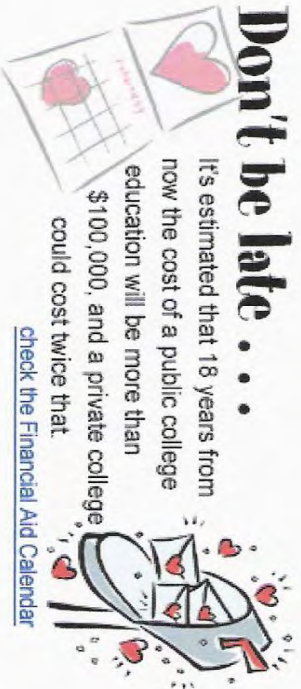 Don't be late . . .
It's estimated that 18 years from
now the cost of a public college
education will be more than
$100,000, and a private college
could cost twice that.
check the Financial Aid Calendar